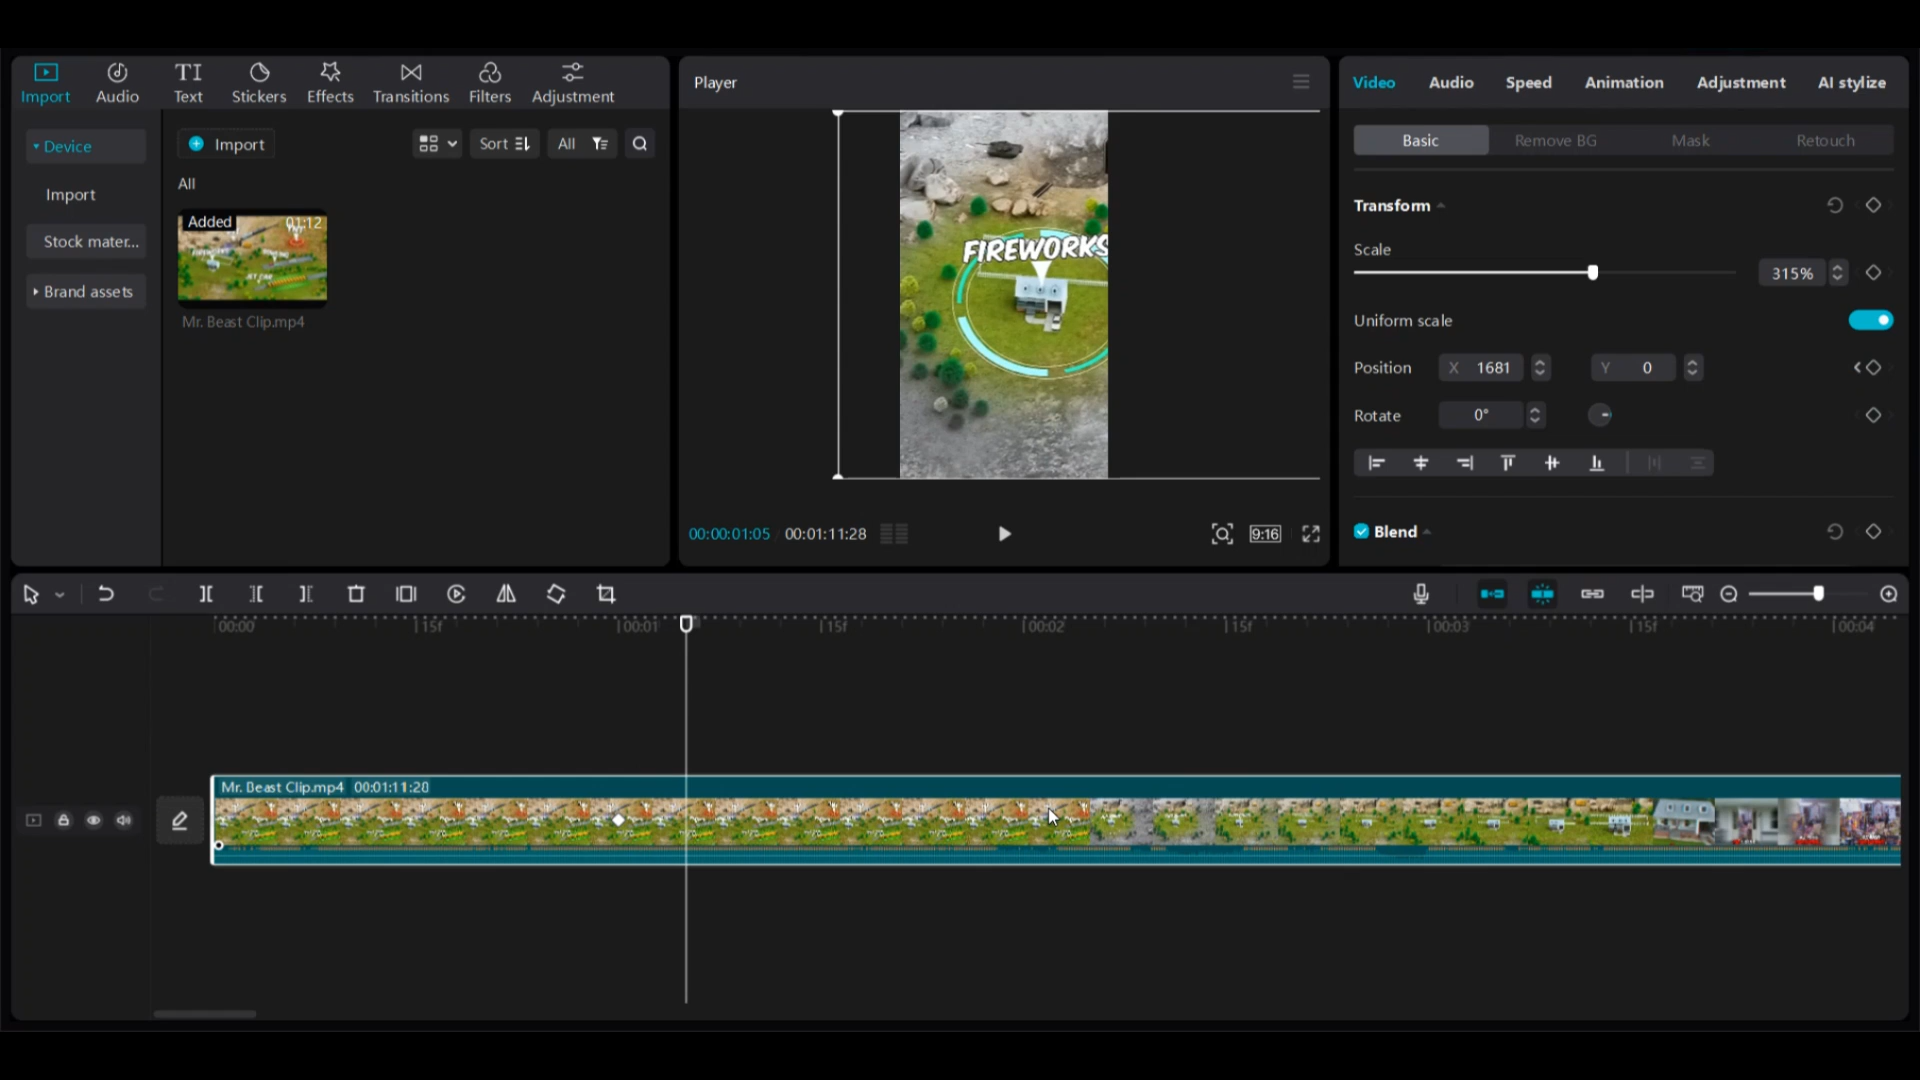 Import
Audio
Text
Stickers
Effects
Transitions
Filters
Adjustment
Player
Video
Audio
Speed
Animation
Adjustment
AI stylize
Device
Import
Stock mater...
Brand assets
Import
Sort
All
All
Added
01:12
Mr. Beast Clip.mp4
FIREWORKS
00:00:01:05 / 00:01:11:28
9:16
Basic
Remove BG
Mask
Retouch
Transform
Scale
315%
Uniform scale
Position X 1681 Y 0
Rotate 0°
Blend
00:00 15f 00:01 15f 00:02 15f 00:03 15f 00:04
Mr. Beast Clip.mp4 00:01:11:28